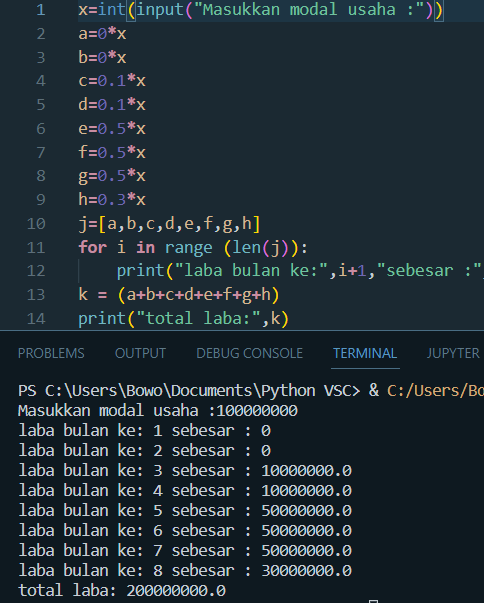 1 x=int(input("Masukkan modal usaha :"))
2 a=0*x
3 b=0*x
4 c=0.1*x
5 d=0.1*x
6 e=0.5*x
7 f=0.5*x
8 g=0.5*x
9 h=0.3*x
10 j=[a,b,c,d,e,f,g,h]
11 for i in range (len(j)):
12 print("laba bulan ke:",i+1,"sebesar :",
13 k = (a+b+c+d+e+f+g+h)
14 print("total laba:",k)
PROBLEMS OUTPUT DEBUG CONSOLE TERMINAL JUPYTER
PS C:\Users\Bowo\Documents\Python VSC> & C:/Users/Bo
Masukkan modal usaha :100000000
laba bulan ke: 1 sebesar : 0
laba bulan ke: 2 sebesar : 0
laba bulan ke: 3 sebesar : 10000000.0
laba bulan ke: 4 sebesar : 10000000.0
laba bulan ke: 5 sebesar : 50000000.0
laba bulan ke: 6 sebesar : 50000000.0
laba bulan ke: 7 sebesar : 50000000.0
laba bulan ke: 8 sebesar : 30000000.0
total laba: 200000000.0